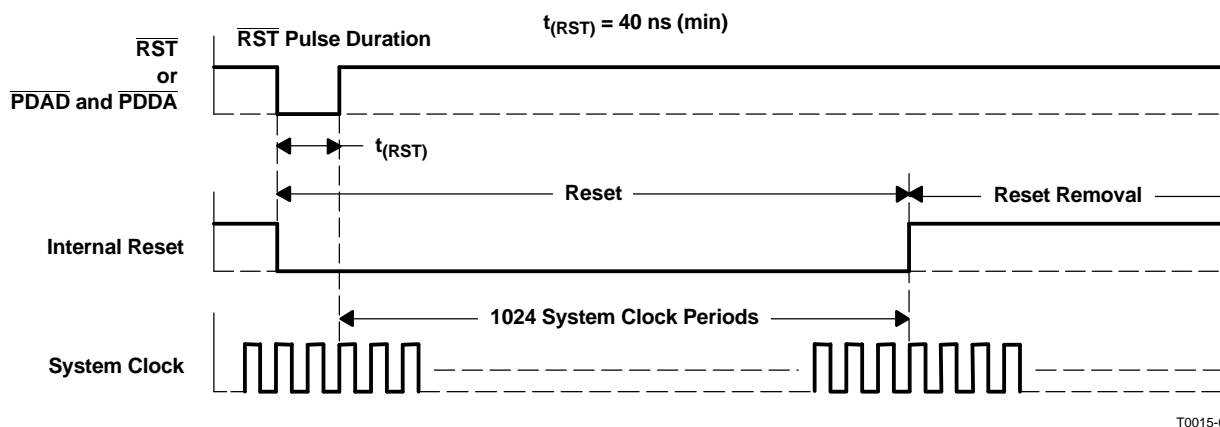 t(RST) = 40 ns (min)
RST Pulse Duration
RST
or
PDAD and PDDA
t(RST)
Reset
Reset Removal
Internal Reset
1024 System Clock Periods
System Clock